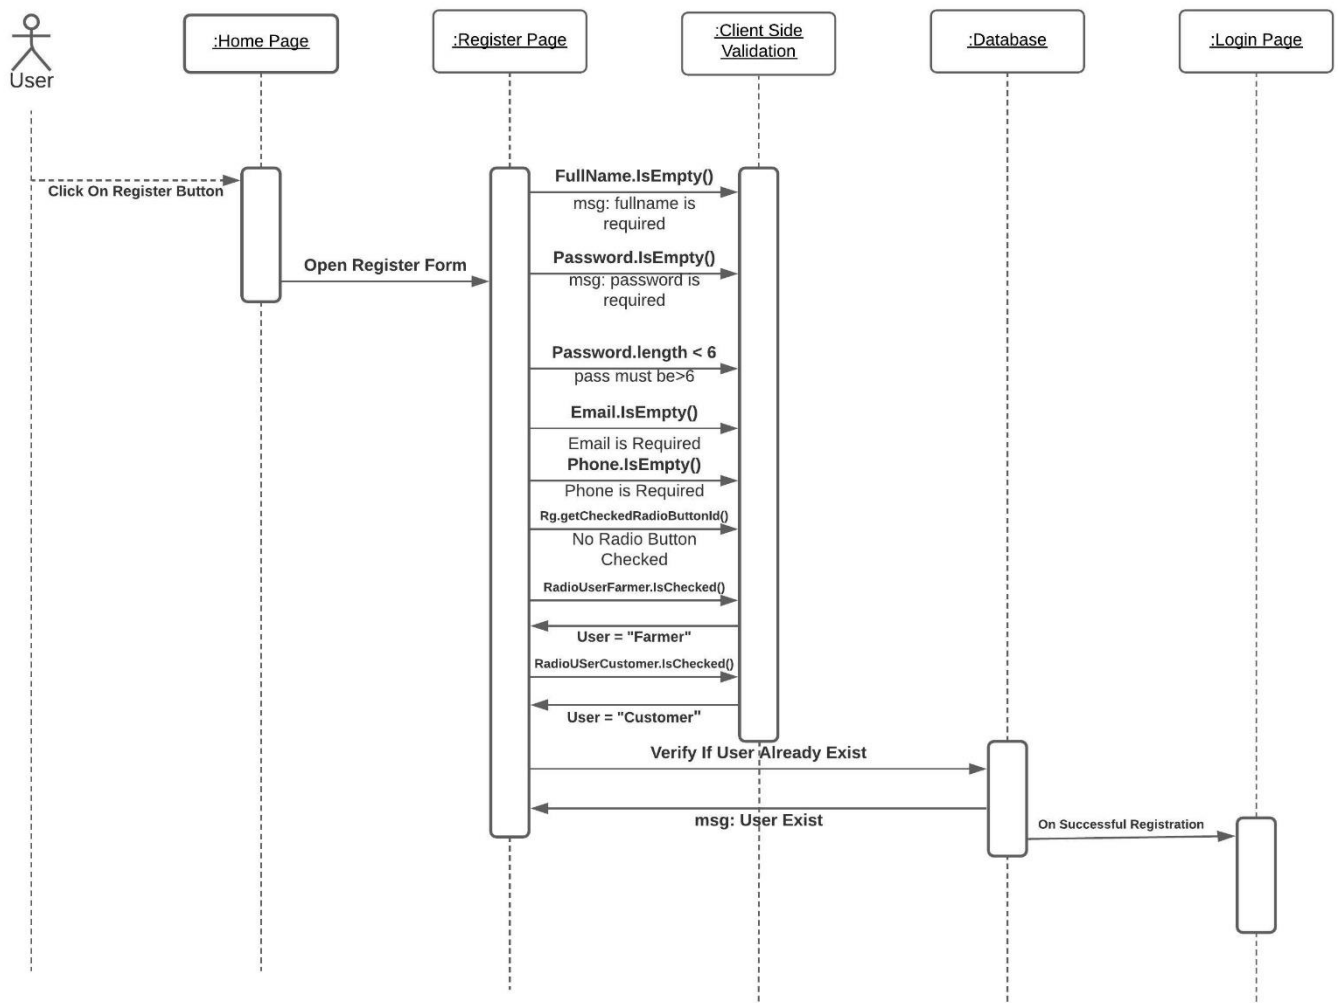 :Home Page
:Register Page
:Client Side
Validation
:Database
:Login Page
User
FullName.IsEmpty()
Click On Register Button
msg: fullname is
required
Open Register Form
Password.IsEmpty()
msg: password is
required
Password.length < 6
pass must be>6
Email.IsEmpty()
Email is Required
Phone.IsEmpty()
Phone is Required
Rg.getCheckedRadioButtonId()
No Radio Button
Checked
RadioUserFarmer.IsChecked()
User = "Farmer"
RadioUSerCustomer.IsChecked()
User = "Customer"
Verify If User Already Exist
msg: User Exist
On Successful Registration